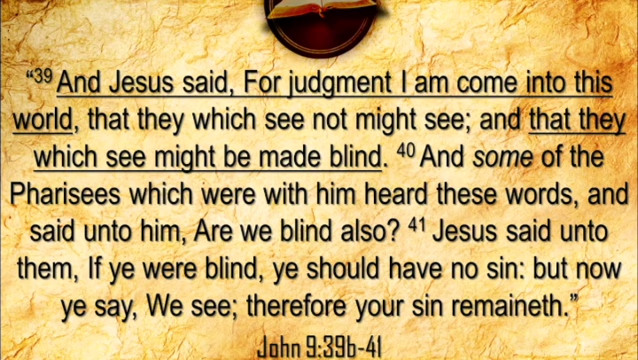 “39 And Jesus said, For judgment I am come into this
world, that they which see not might see; and that they
which see might be made blind. 40 And some of the
Pharisees which were with him heard these words, and
said unto him, Are we blind also? 41 Jesus said unto
them, If ye were blind, ye should have no sin: but now
ye say, We see; therefore your sin remaineth.”
John 9:39b-41